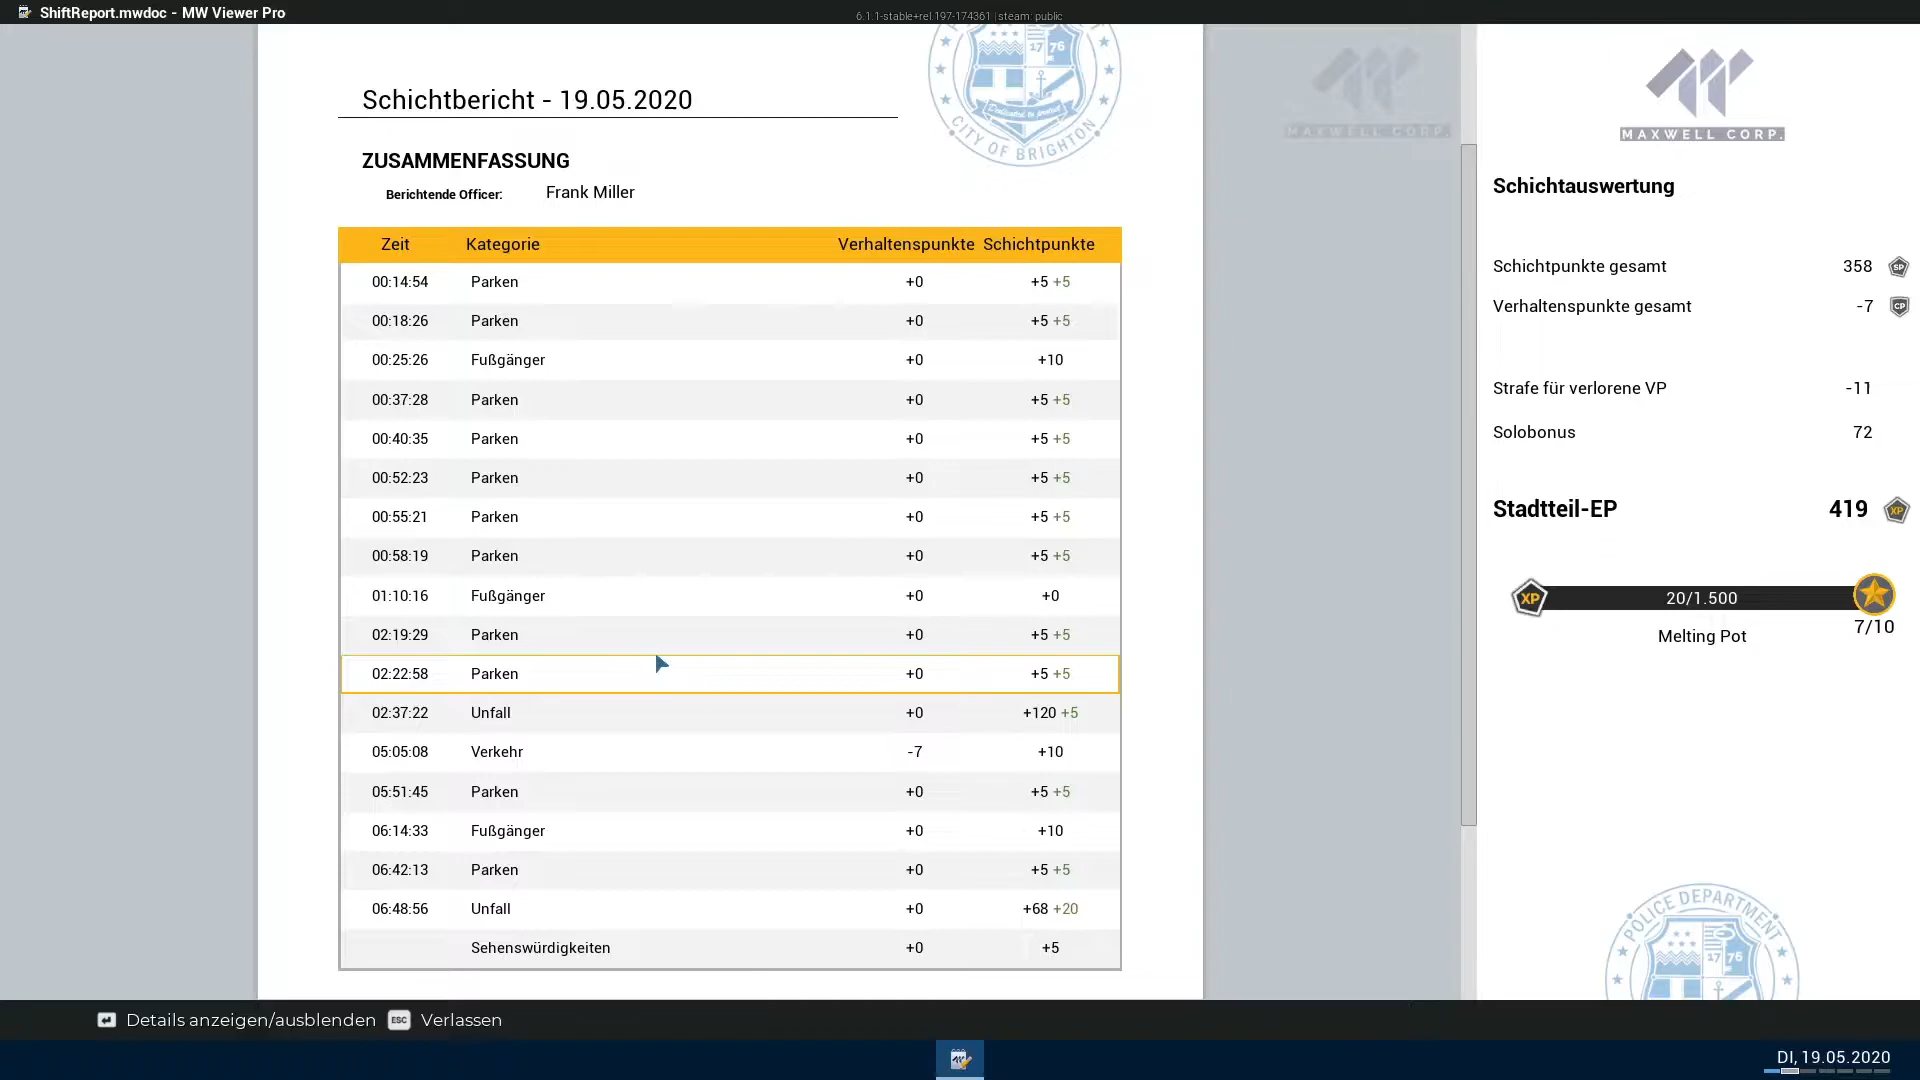 ShiftReport.mwdoc - MW Viewer Pro
6.1.1-stable+rel.197-174361 | steam: public
17 76
CITY OF BRIGHTON
Schichtbericht - 19.05.2020
ZUSAMMENFASSUNG
Berichtende Officer: Frank Miller
Zeit Kategorie Verhaltenspunkte Schichtpunkte
00:14:54 Parken +0 +5 +5
00:18:26 Parken +0 +5 +5
00:25:26 Fußgänger +0 +10
00:37:28 Parken +0 +5 +5
00:40:35 Parken +0 +5 +5
00:52:23 Parken +0 +5 +5
00:55:21 Parken +0 +5 +5
00:58:19 Parken +0 +5 +5
01:10:16 Fußgänger +0 +0
02:19:29 Parken +0 +5 +5
02:22:58 Parken +0 +5 +5
02:37:22 Unfall +0 +120 +5
05:05:08 Verkehr -7 +10
05:51:45 Parken +0 +5 +5
06:14:33 Fußgänger +0 +10
06:42:13 Parken +0 +5 +5
06:48:56 Unfall +0 +68 +20
Sehenswürdigkeiten +0 +5
MAXWELL CORP.
MAXWELL CORP.
Schichtauswertung
Schichtpunkte gesamt 358 SP
Verhaltenspunkte gesamt -7 CP
Strafe für verlorene VP -11
Solobonus 72
Stadtteil-EP 419 XP
XP 20/1.500
7/10
Melting Pot
POLICE DEPARTMENT
17 76
Details anzeigen/ausblenden ESC Verlassen
DI, 19.05.2020